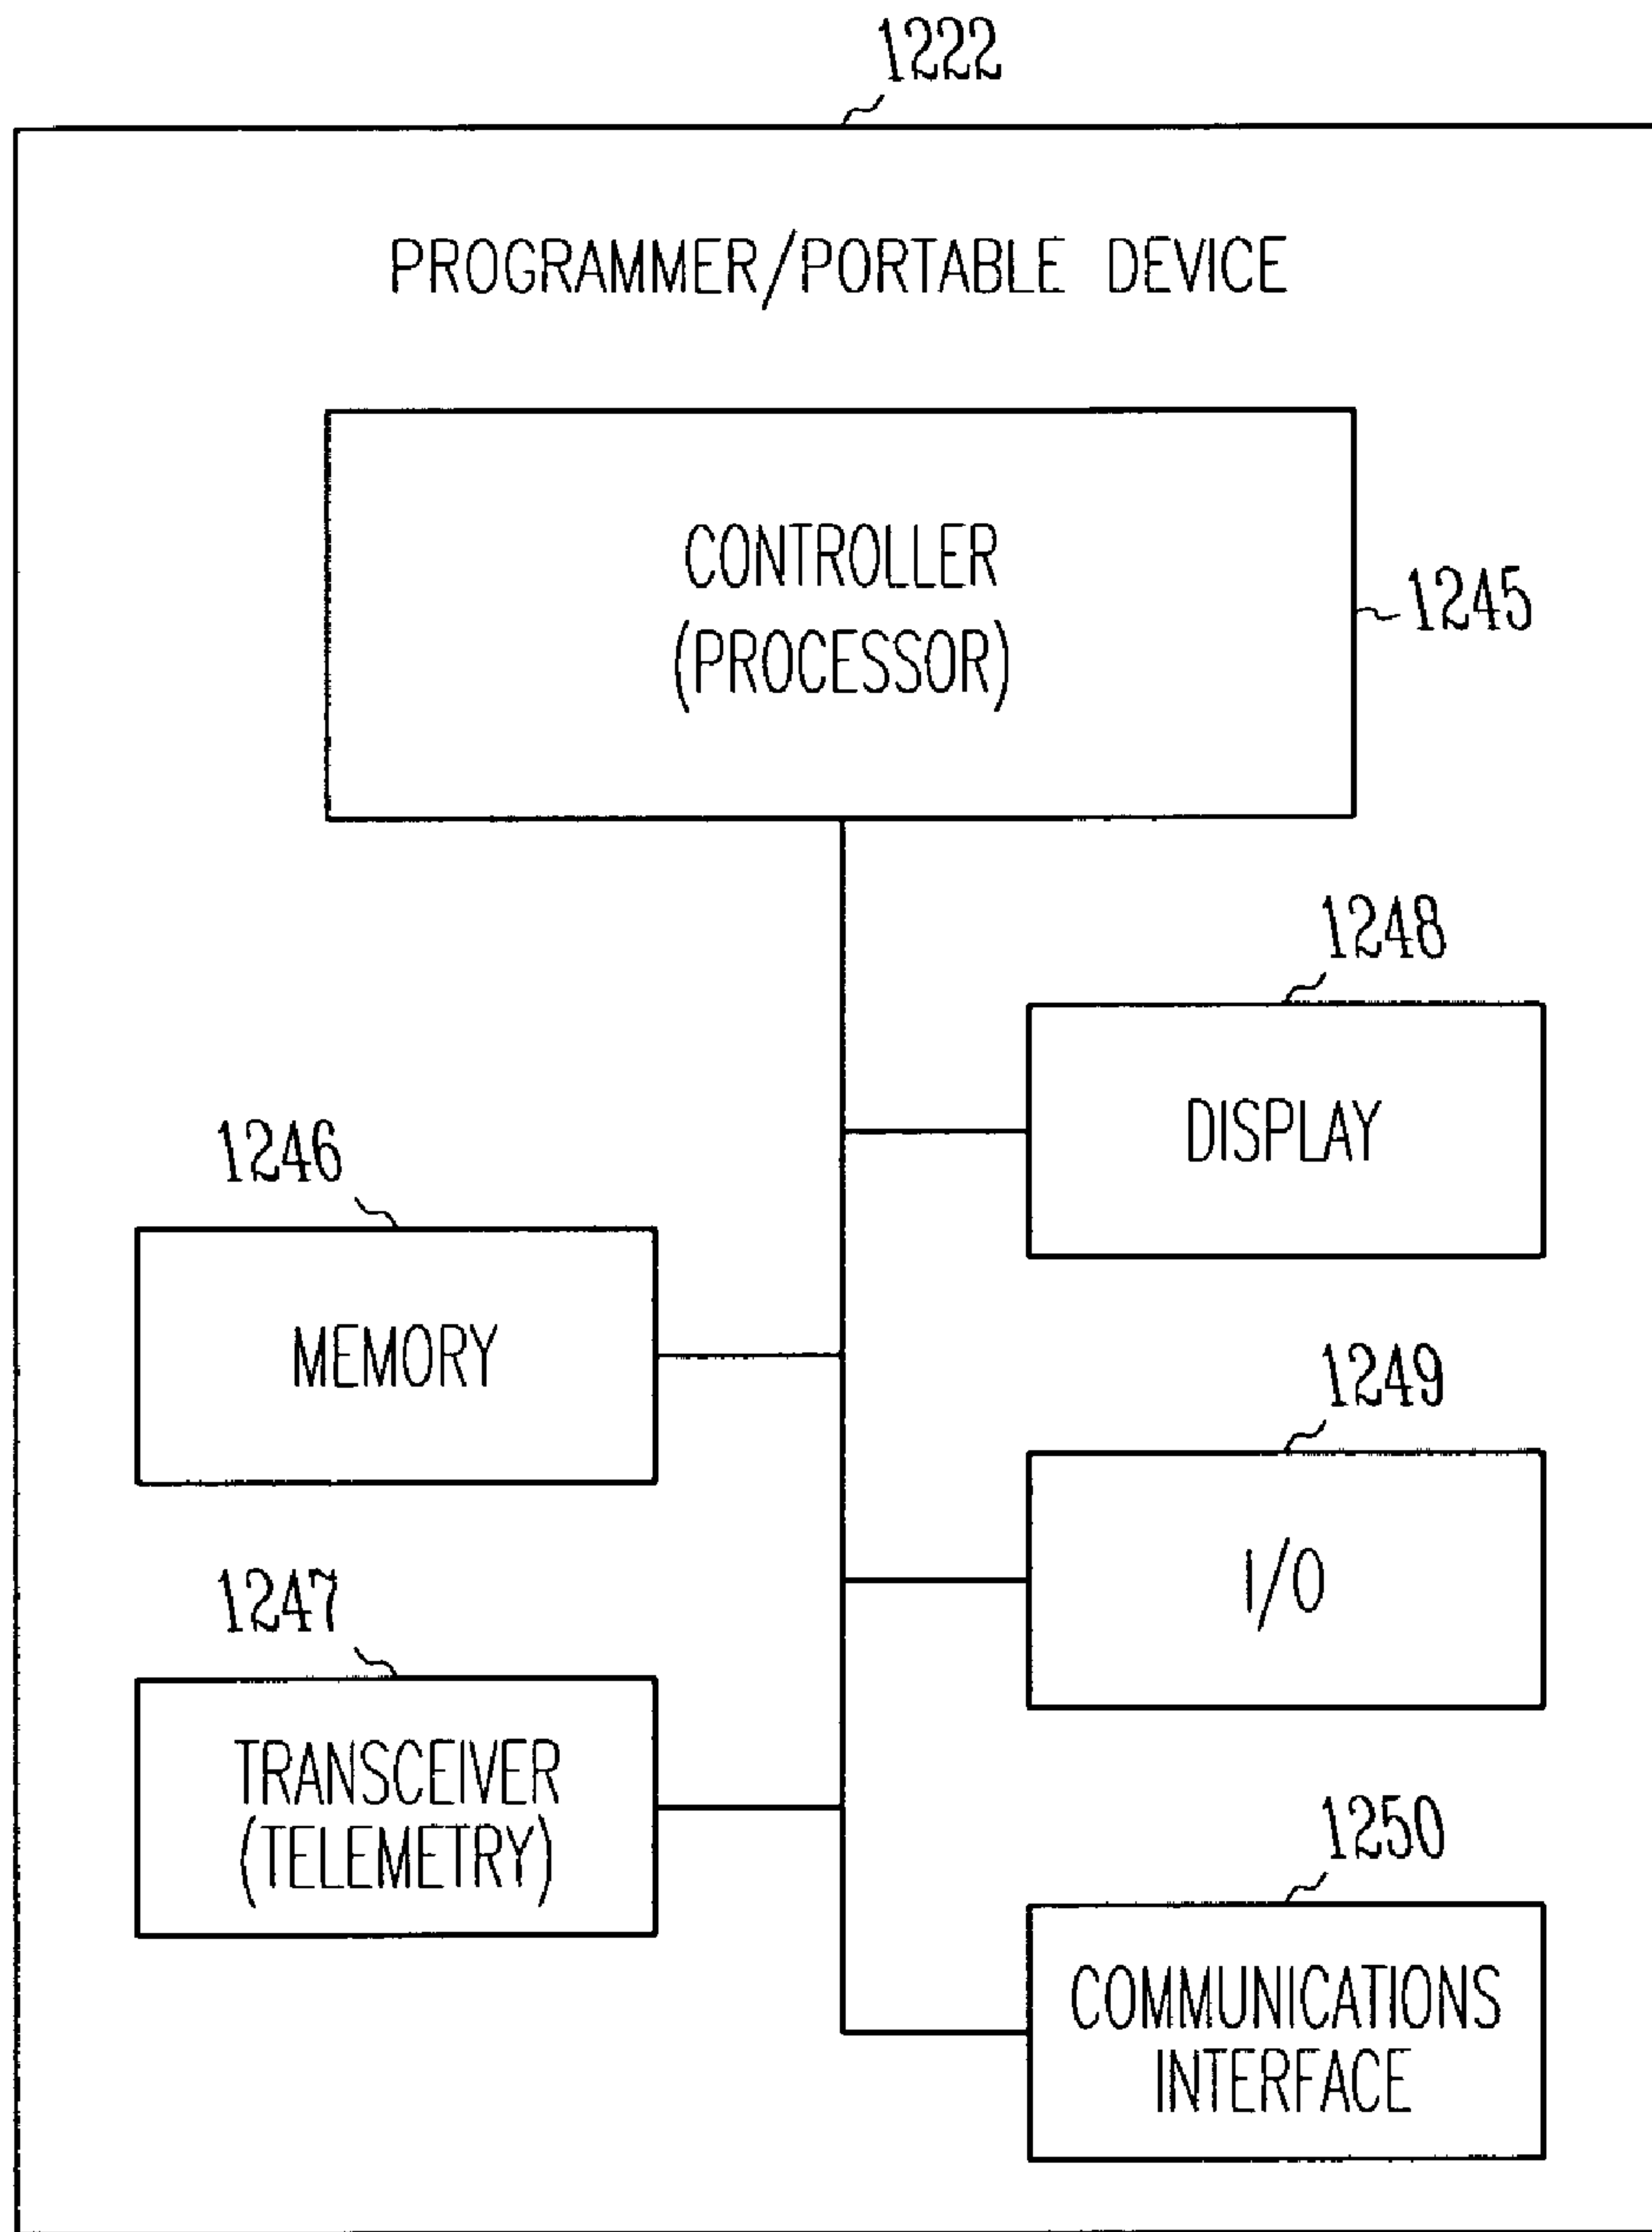 1222
PROGRAMMER/PORTABLE DEVICE
CONTROLLER
(PROCESSOR)
1245
1248
DISPLAY
1246
MEMORY
1249
I/O
1247
TRANSCEIVER
(TELEMETRY)
1250
COMMUNICATIONS
INTERFACE